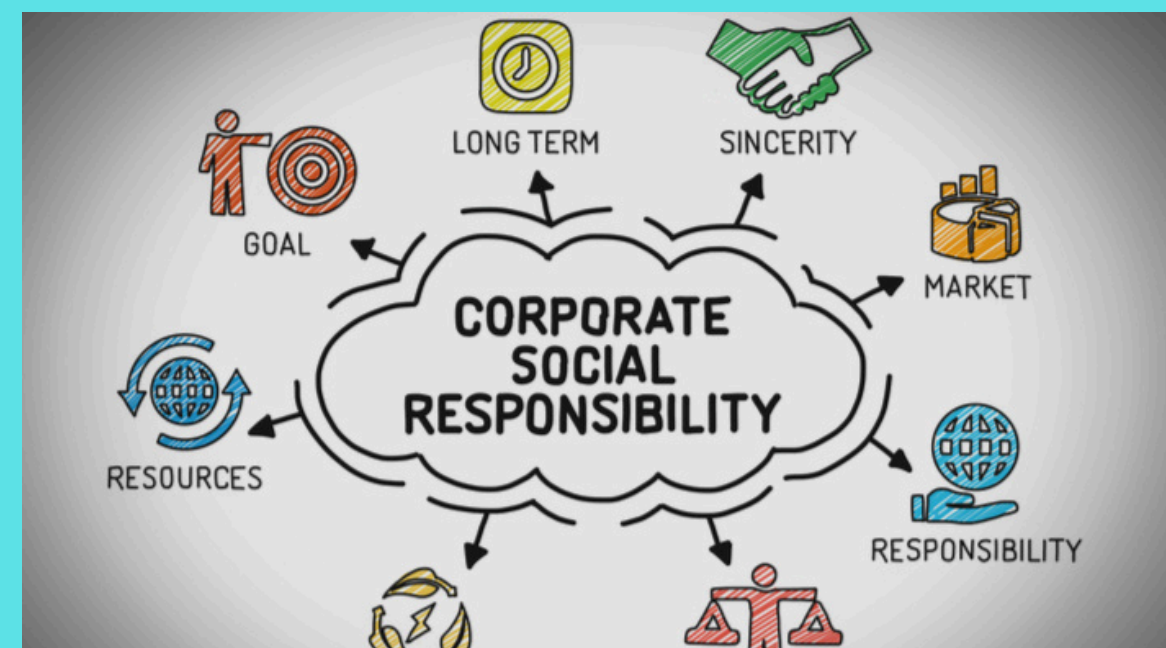 LONG TERM
SINCERITY
GOAL
MARKET
CORPORATE
SOCIAL
RESPONSIBILITY
RESOURCES
RESPONSIBILITY